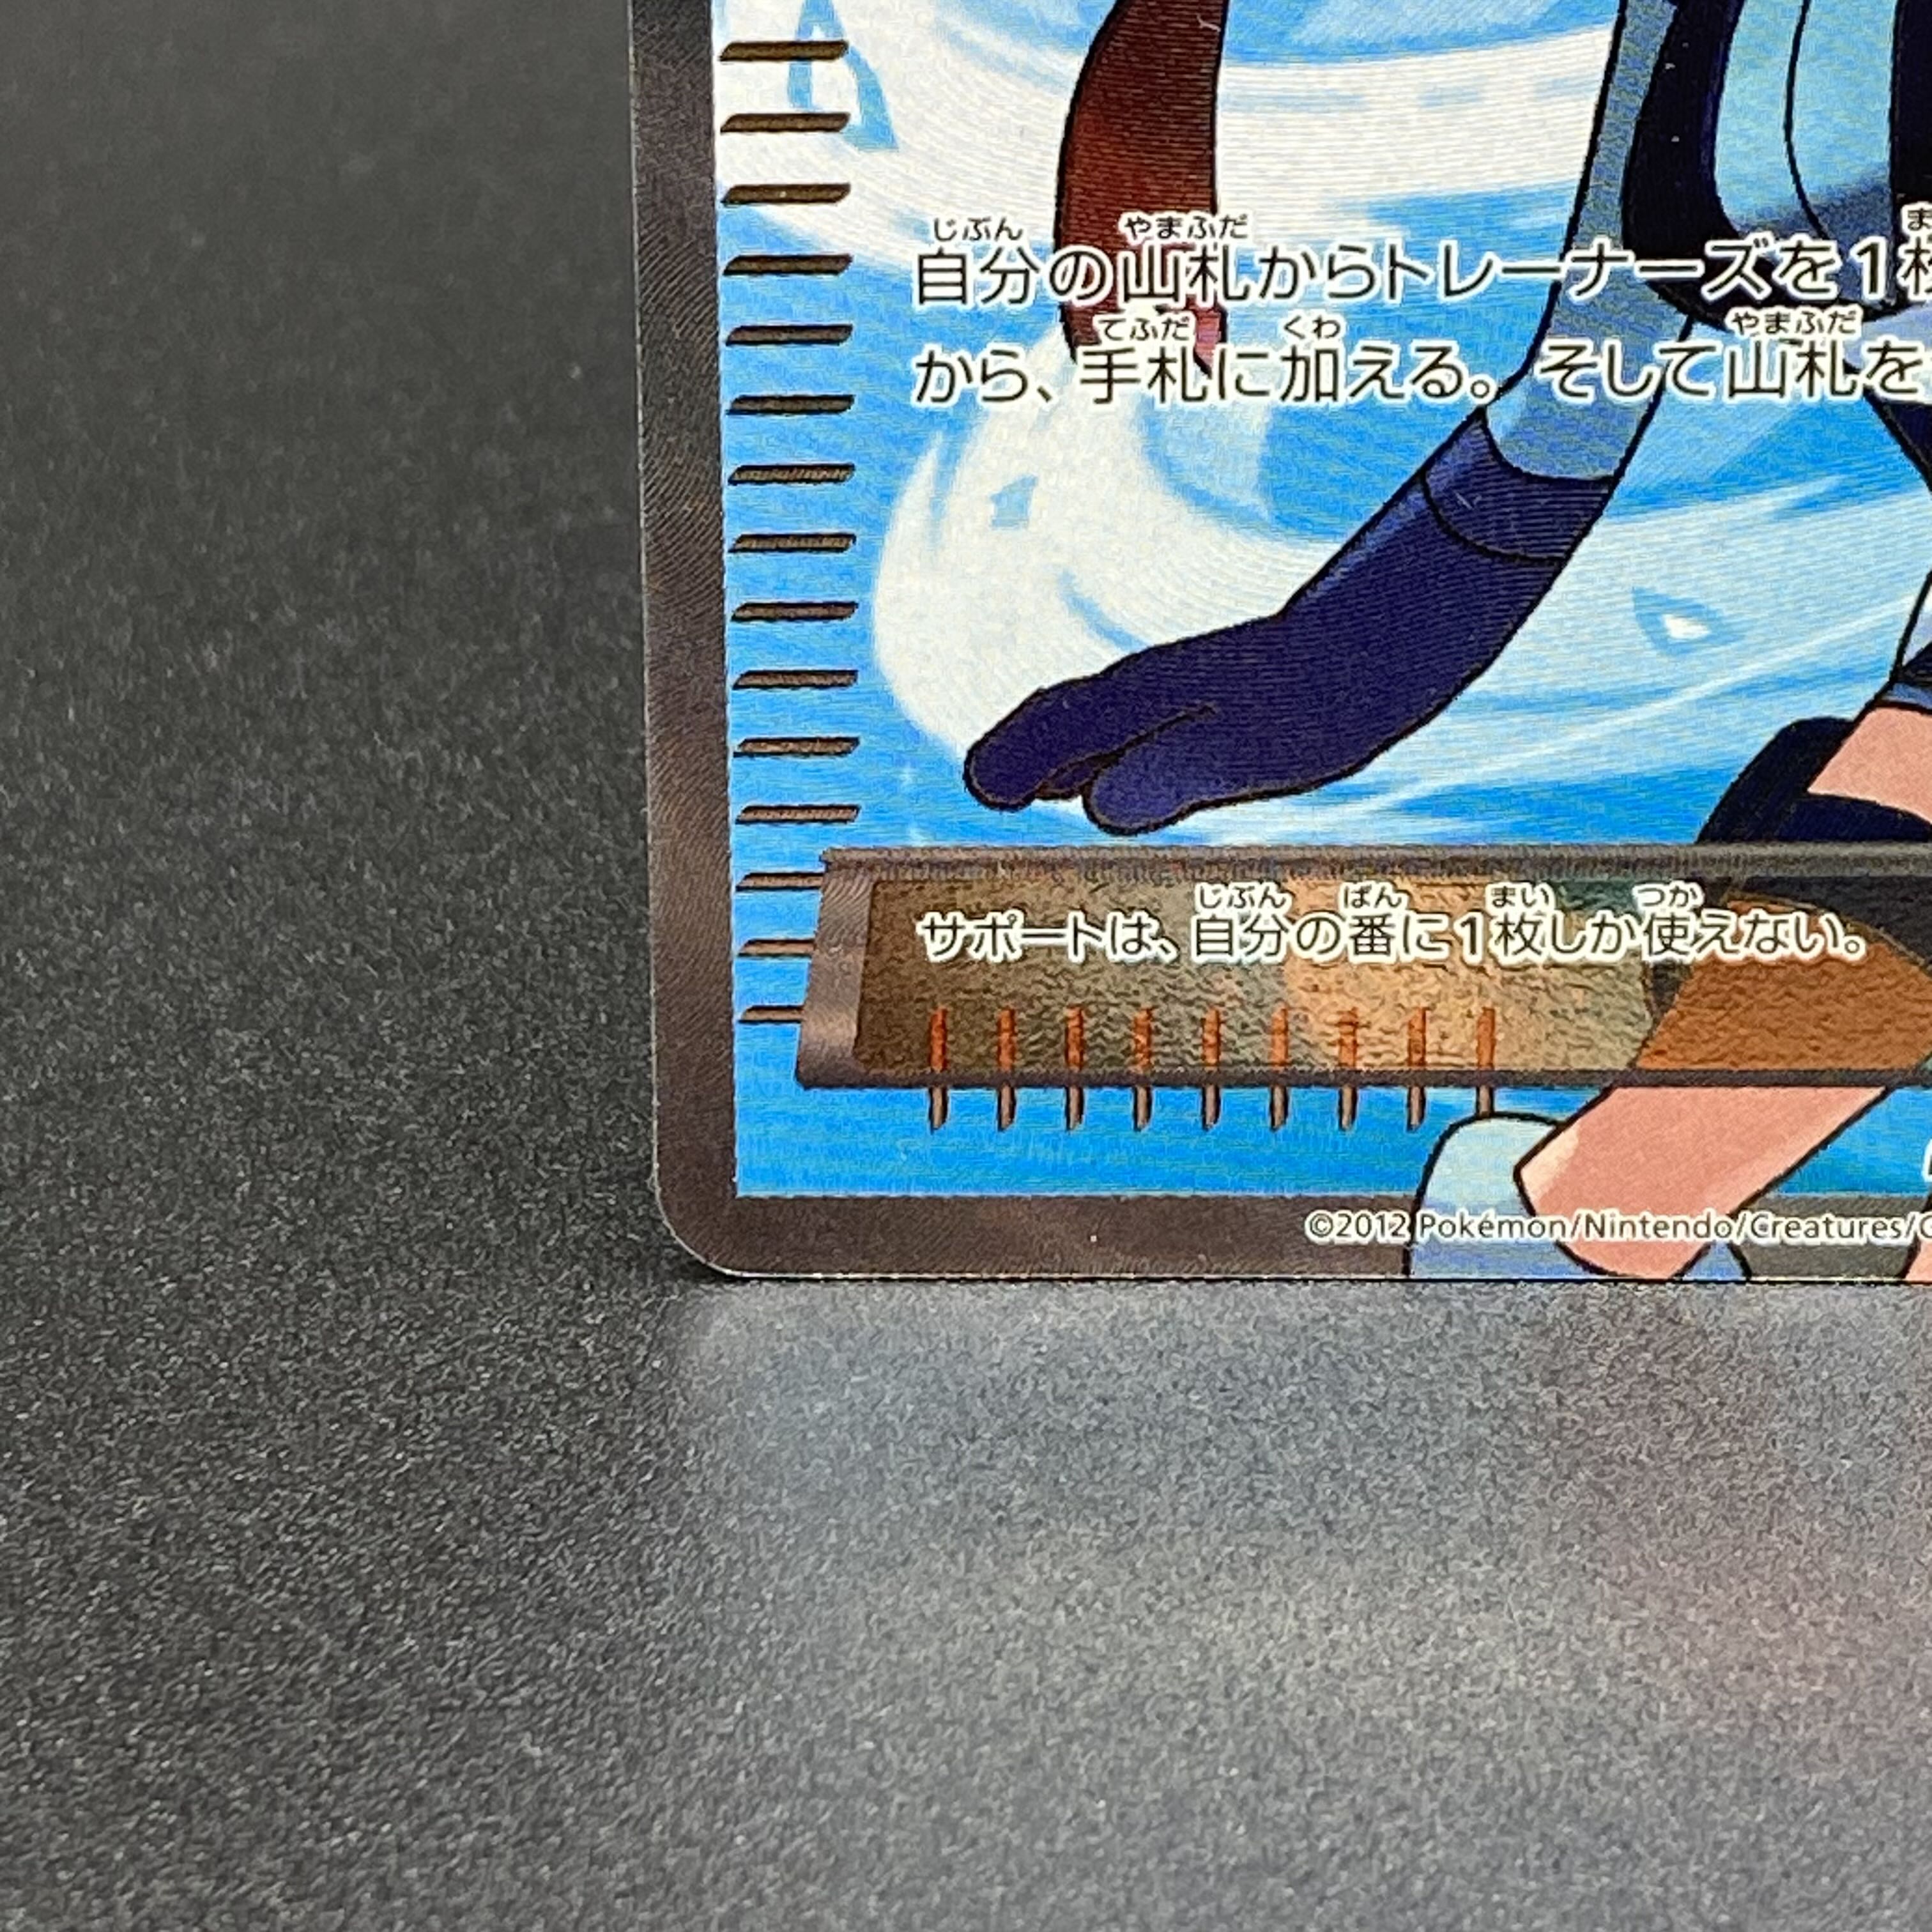 自分の山札からトレーナーズを1枚
から、手札に加える。そして山札を
サポートは、自分の番に1枚しか使えない。
©2012 Pokémon/Nintendo/Creatures/